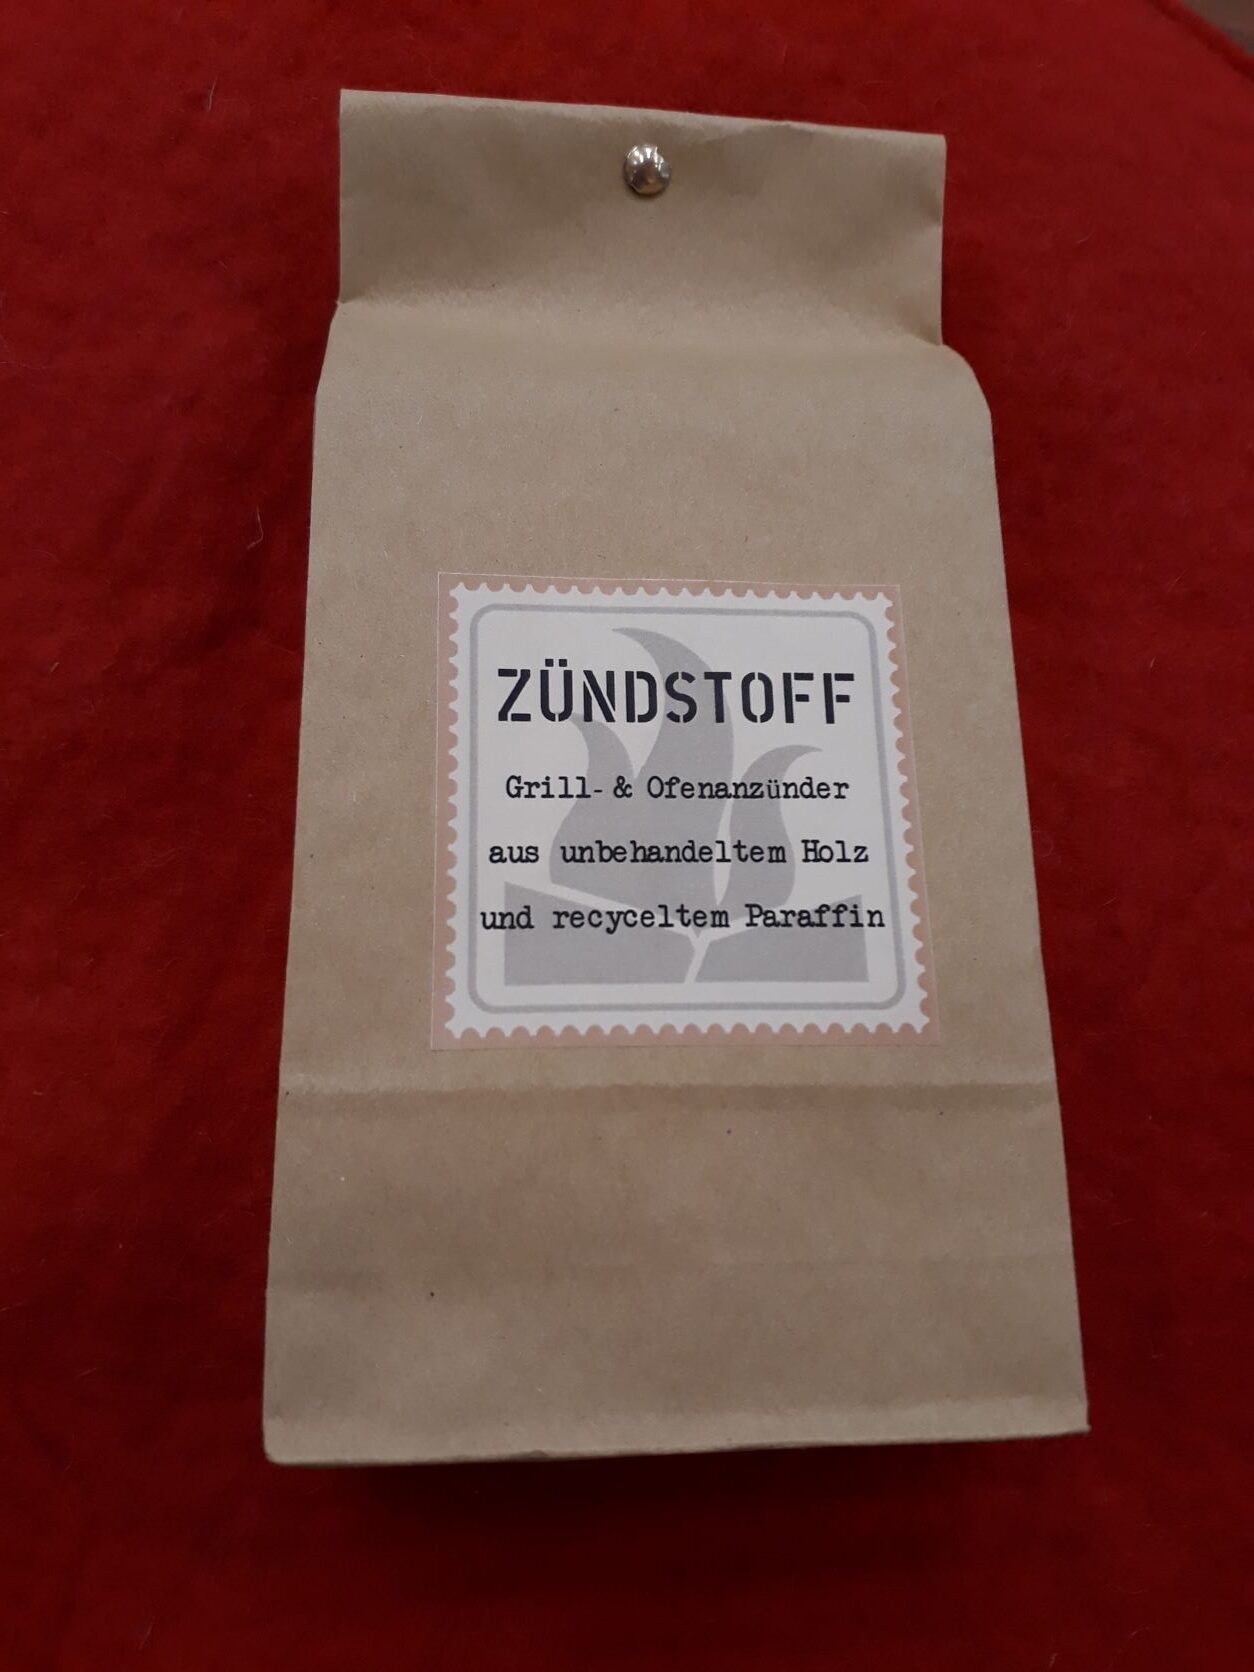 ZÜNDSTOFF
Grill- & Ofenanzünder
aus unbehandeltem Holz
und recyceltem Paraffin